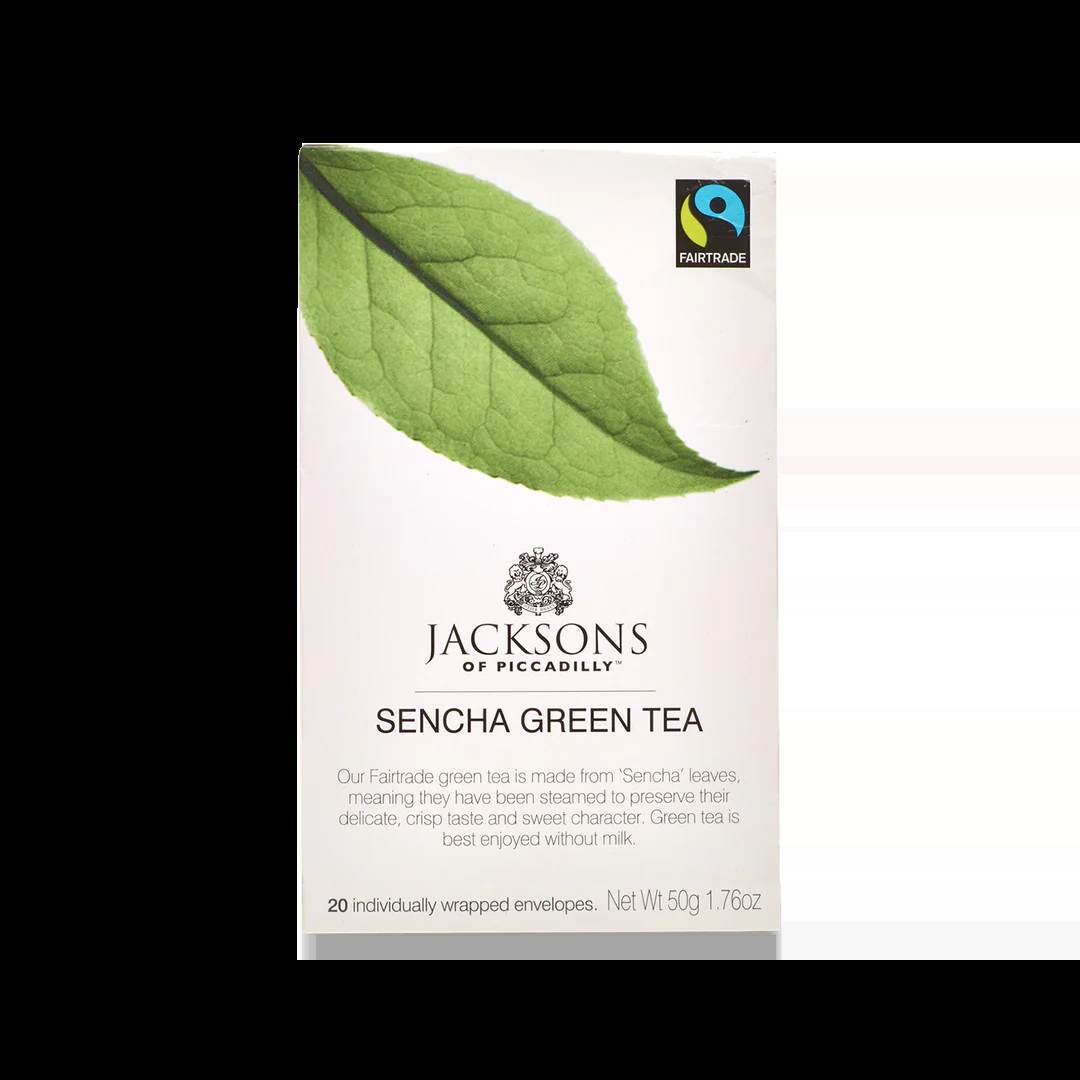 FAIRTRADE
JACKSONS
OF PICCADILLY™
SENCHA GREEN TEA
Our Fairtrade green tea is made from ‘Sencha’ leaves,
meaning they have been steamed to preserve their
delicate, crisp taste and sweet character. Green tea is
best enjoyed without milk.
20 individually wrapped envelopes. Net Wt 50g 1.76oz